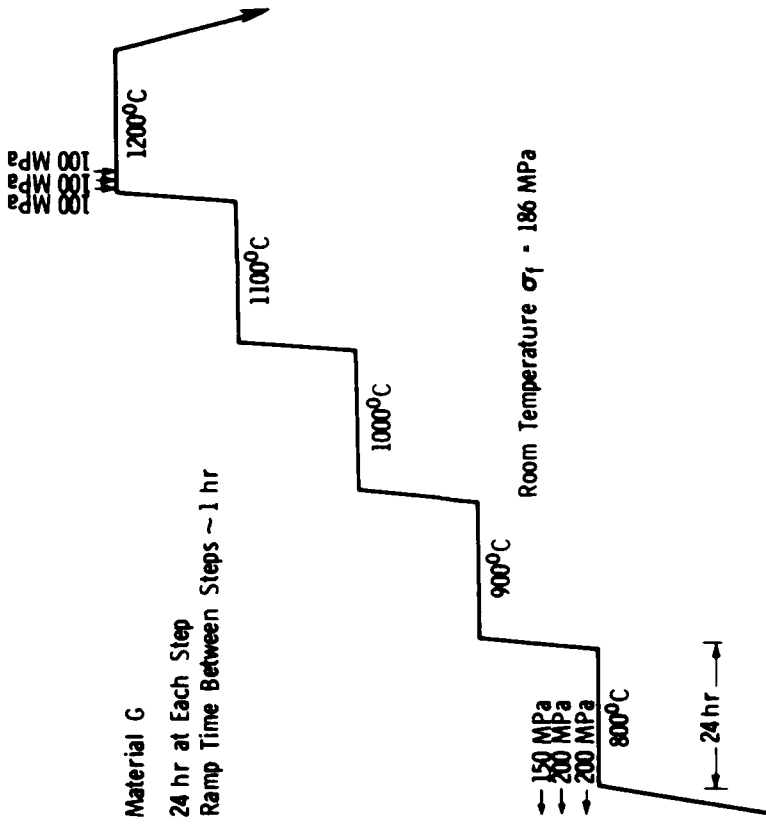 Material G
24 hr at Each Step
Ramp Time Between Steps ~ 1 hr
100 MPa
100 MPa
100 MPa
1200°C
1100°C
1000°C
900°C
Room Temperature σf = 186 MPa
150 MPa
200 MPa
200 MPa
800°C
24 hr